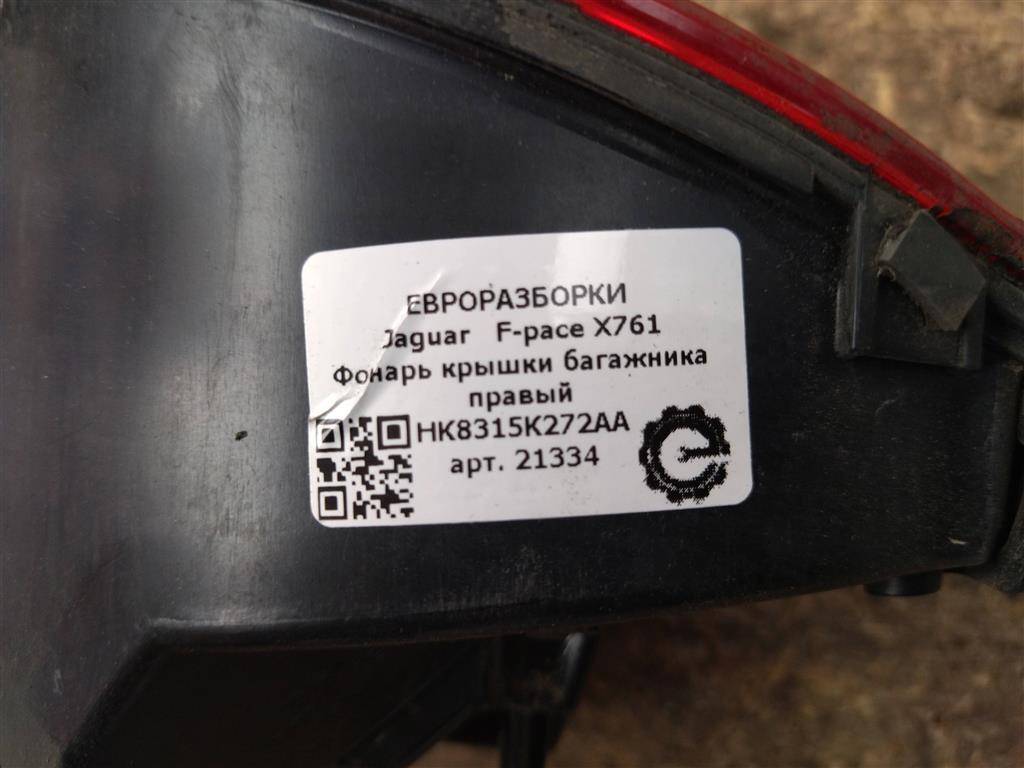 ЕВРОРАЗБОРКИ
Jaguar F-pace X761
Фонарь крышки багажника
правый
HK8315K272AA
арт. 21334